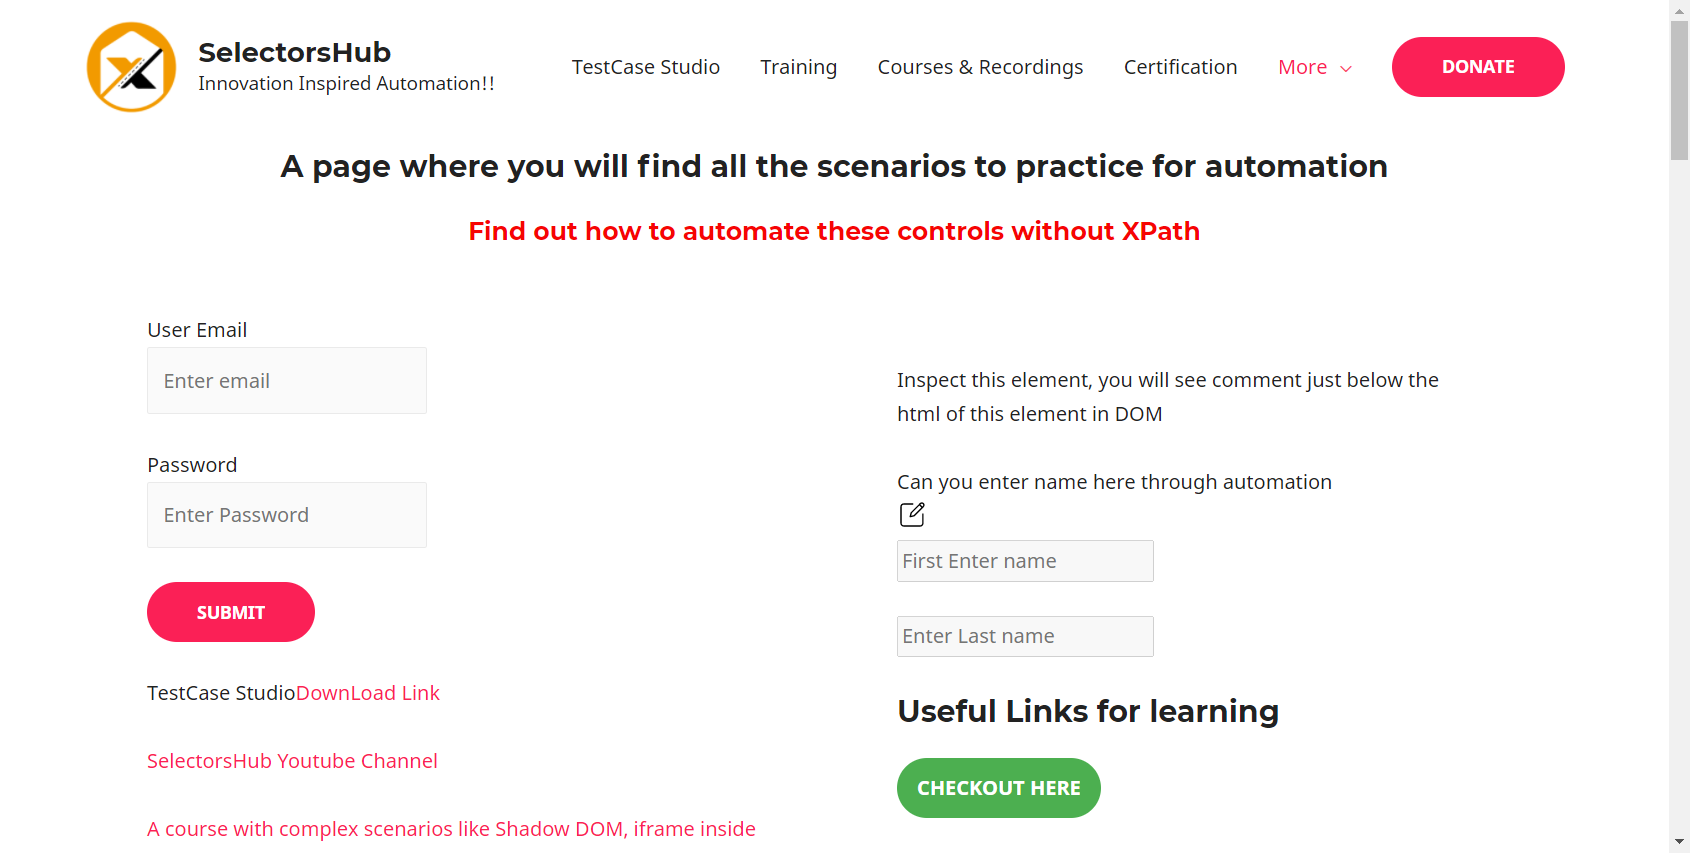 SelectorsHub
Innovation Inspired Automation!!
TestCase Studio
Training
Courses & Recordings
Certification
More
DONATE
A page where you will find all the scenarios to practice for automation
Find out how to automate these controls without XPath
User Email
Enter email
Password
Enter Password
SUBMIT
TestCase StudioDownLoad Link
SelectorsHub Youtube Channel
A course with complex scenarios like Shadow DOM, iframe inside
Inspect this element, you will see comment just below the
html of this element in DOM
Can you enter name here through automation
First Enter name
Enter Last name
Useful Links for learning
CHECKOUT HERE